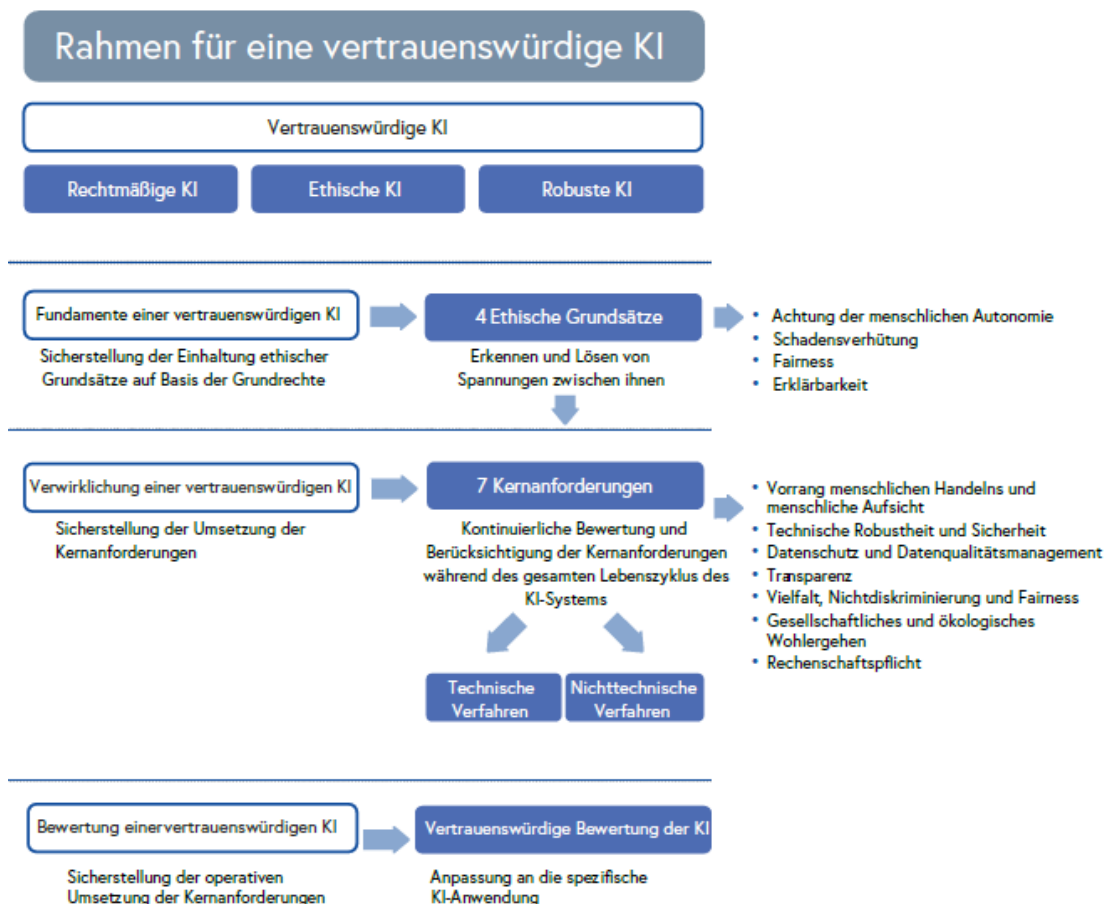 Rahmen für eine vertrauenswürdige KI
Vertrauenswürdige KI
Rechtmäßige KI
Ethische KI
Robuste KI
Fundamente einer vertrauenswürdigen KI
Sicherstellung der Einhaltung ethischer
Grundsätze auf Basis der Grundrechte
4 Ethische Grundsätze
Erkennen und Lösen von
Spannungen zwischen ihnen
• Achtung der menschlichen Autonomie
• Schadensverhütung
• Fairness
• Erklärbarkeit
Verwirklichung einer vertrauenswürdigen KI
Sicherstellung der Umsetzung der
Kernanforderungen
7 Kernanforderungen
Kontinuierliche Bewertung und
Berücksichtigung der Kernanforderungen
während des gesamten Lebenszyklus des
KI-Systems
• Vorrang menschlichen Handelns und
menschliche Aufsicht
• Technische Robustheit und Sicherheit
• Datenschutz und Datenqualitätsmanagement
• Transparenz
• Vielfalt, Nichtdiskriminierung und Fairness
• Gesellschaftliches und ökologisches
Wohlergehen
• Rechenschaftspflicht
Technische
Verfahren
Nichttechnische
Verfahren
Bewertung einervertrauenswürdigen KI
Sicherstellung der operativen
Umsetzung der Kernanforderungen
Vertrauenswürdige Bewertung der KI
Anpassung an die spezifische
KI-Anwendung